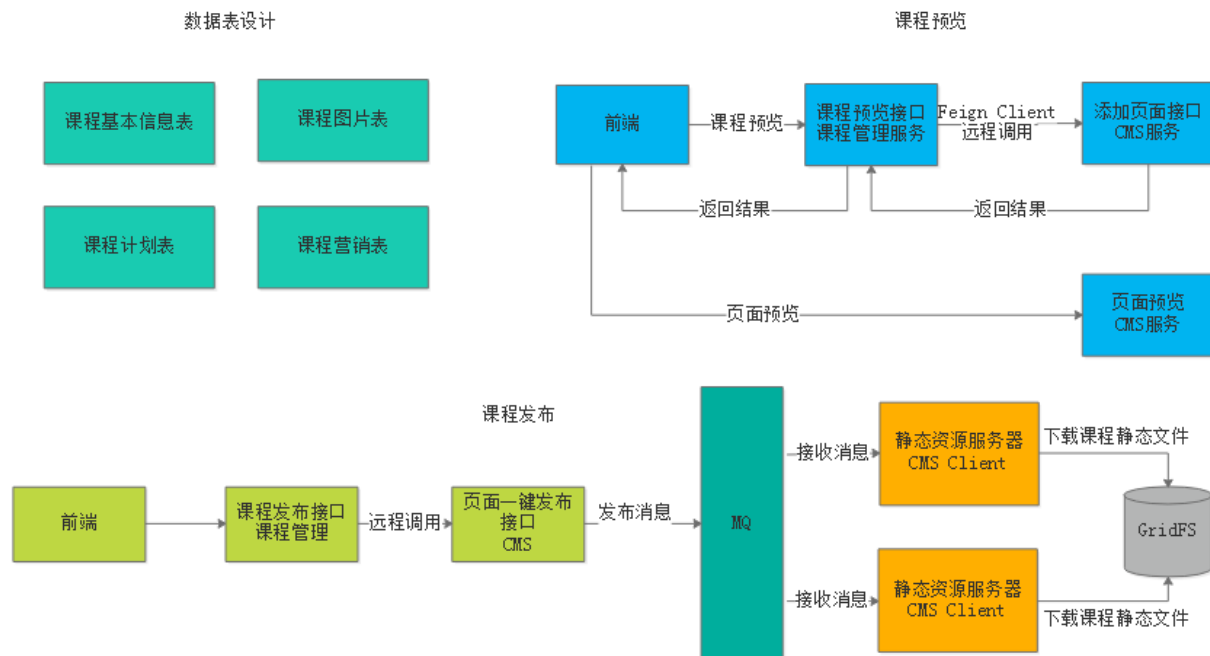 数据表设计
课程基本信息表
课程图片表
课程计划表
课程营销表
课程预览
前端
课程预览
课程预览接口
课程管理服务
Feign Client
远程调用
添加页面接口
CMS服务
返回结果
返回结果
页面预览
页面预览
CMS服务
课程发布
前端
课程发布接口
课程管理
远程调用
页面一键发布
接口
CMS
发布消息
MQ
接收消息
静态资源服务器
CMS Client
下载课程静态文件
GridFS
接收消息
静态资源服务器
CMS Client
下载课程静态文件